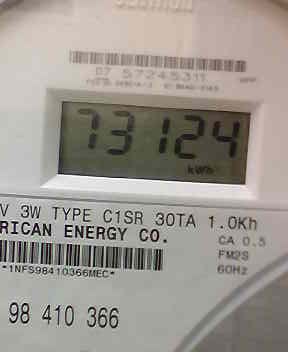 07 57245311
73124
kWh
V 3W TYPE C1SR 30TA 1.0Kh
RICAN ENERGY CO.
CA 0.5
FM2S
60Hz
*1NFS98410366MEC*
98 410 366